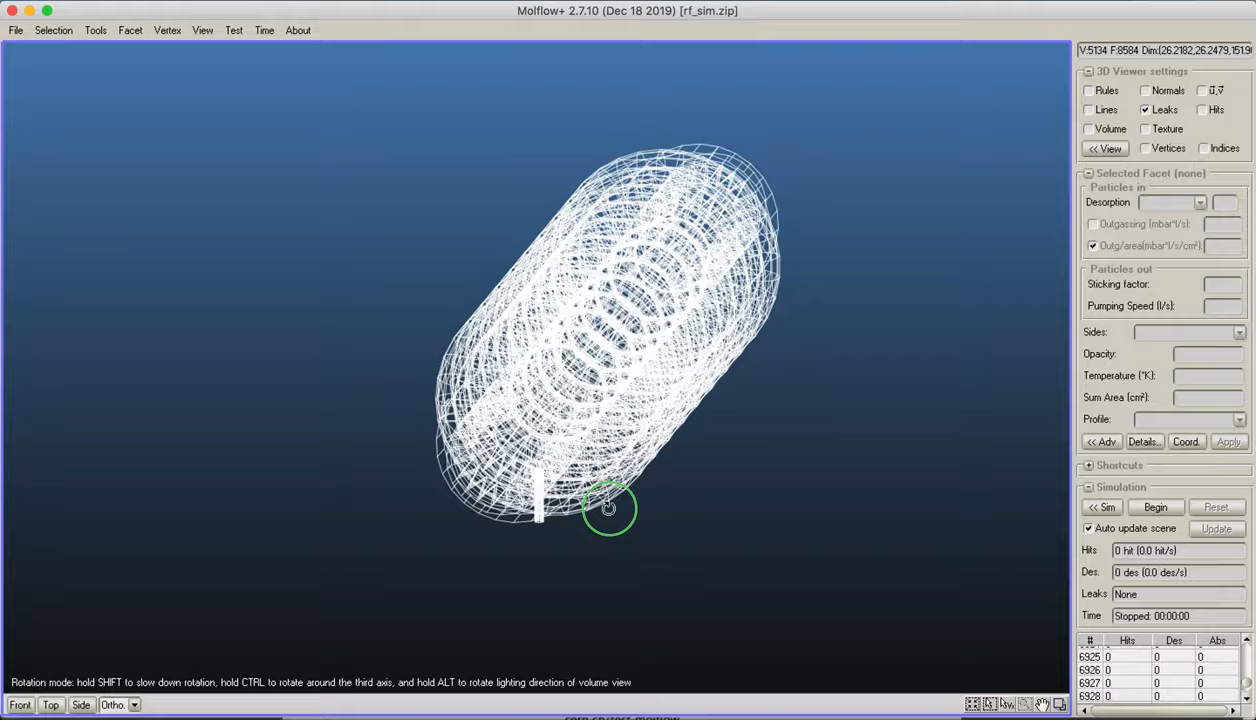 Molflow+ 2.7.10 (Dec 18 2019) [rf_sim.zip]
File Selection Tools Facet Vertex View Test Time About
V:5134 F:8584 Dim:(26.2182,26.2479,151.9
3D Viewer settings
Rules Normals u,v
Lines Leaks Hits
Volume Texture
<< View Vertices Indices
Selected Facet (none)
Particles in
Desorption
Outgassing (mbar*l/s)
Outg/area(mbar*l/s/cm²):
Particles out
Sticking factor:
Pumping Speed (l/s):
Sides:
Opacity:
Temperature (°K):
Sum Area (cm²):
Profile:
<< Adv Details.. Coord. Apply
Shortcuts
Simulation
<< Sim Begin Reset
Auto update scene Update
Hits 0 hit (0.0 hit/s)
Des. 0 des (0.0 des/s)
Leaks None
Time Stopped: 00:00:00
# Hits Des Abs
6925 0 0 0
6926 0 0 0
6927 0 0 0
6928 0 0 0
Rotation mode: hold SHIFT to slow down rotation, hold CTRL to rotate around the third axis, and hold ALT to rotate lighting direction of volume view
Front Top Side Ortho.